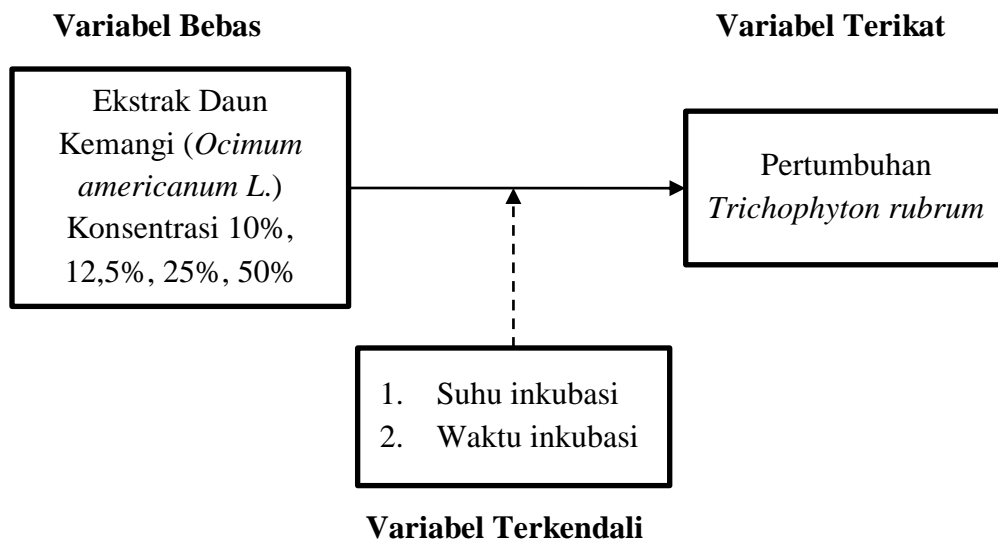 Variabel Bebas
Variabel Terikat
Ekstrak Daun
Kemangi (Ocimum
americanum L.)
Konsentrasi 10%,
12,5%, 25%, 50%
Pertumbuhan
Trichophyton rubrum
1. Suhu inkubasi
2. Waktu inkubasi
Variabel Terkendali